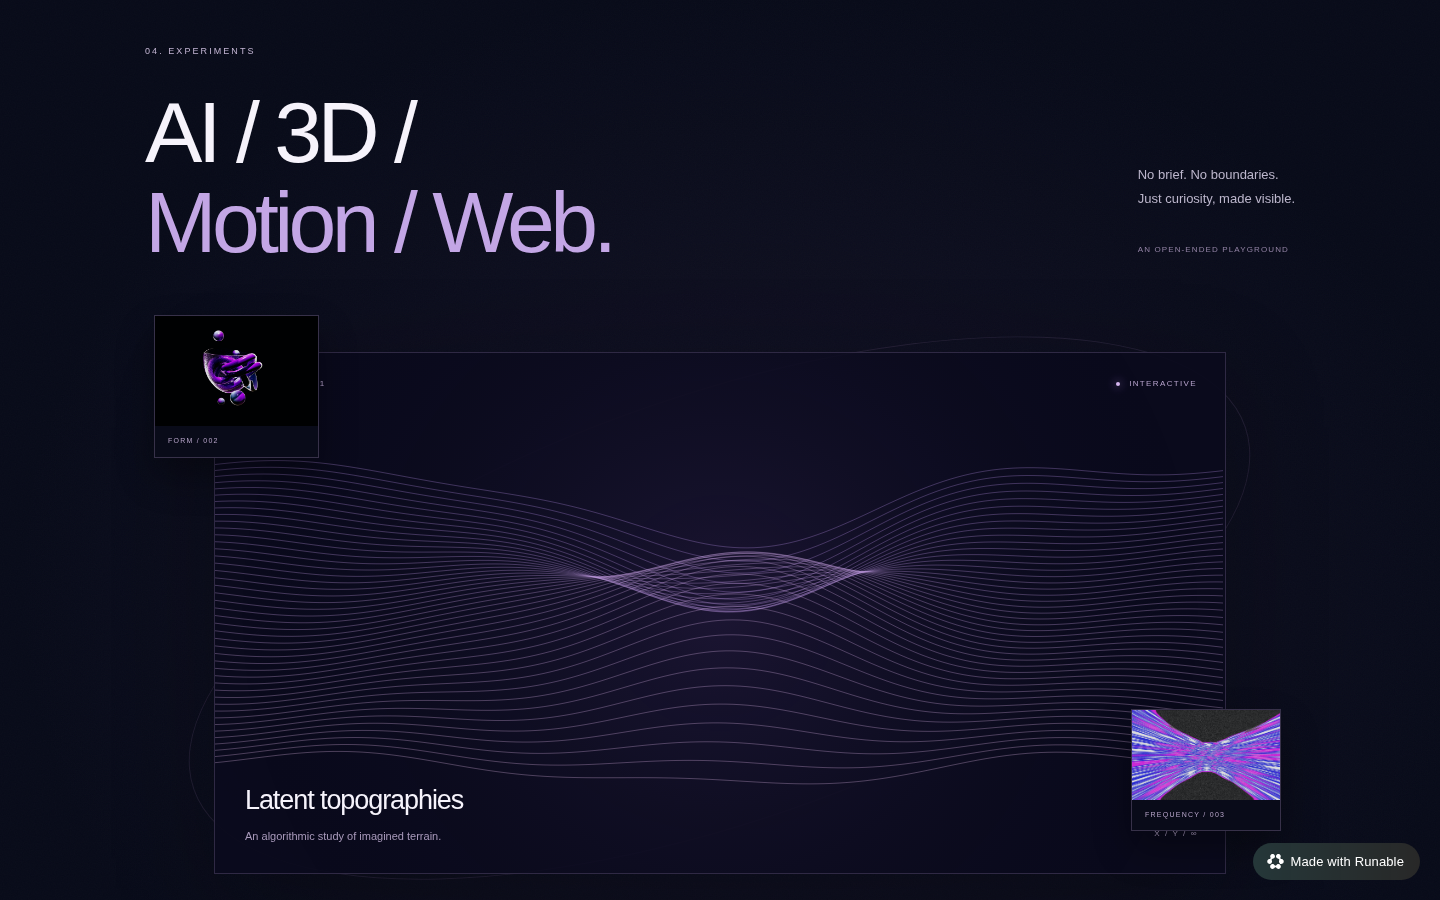 04. EXPERIMENTS
AI / 3D /
Motion / Web.
No brief. No boundaries.
Just curiosity, made visible.
AN OPEN-ENDED PLAYGROUND
1
INTERACTIVE
FORM / 002
Latent topographies
An algorithmic study of imagined terrain.
FREQUENCY / 003
X / Y / ∞
Made with Runable